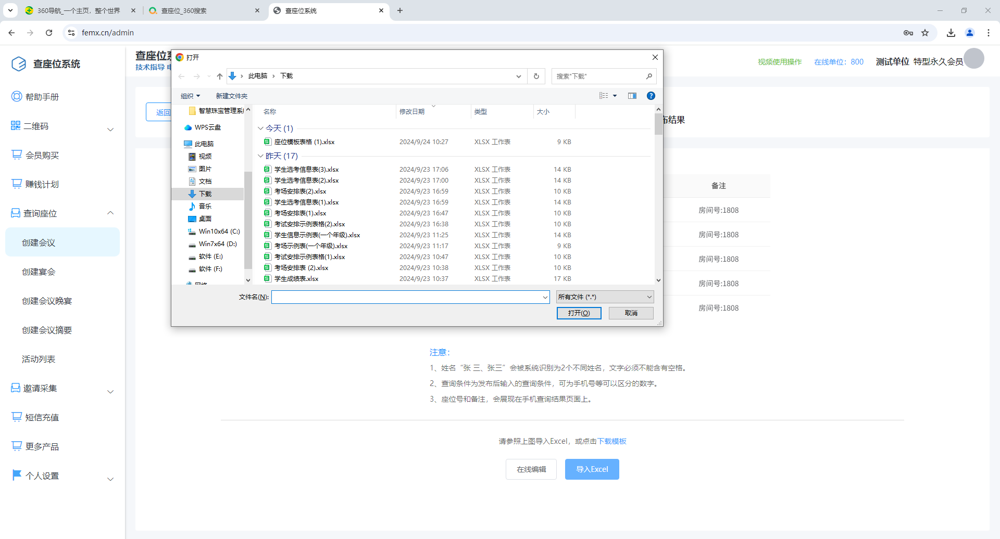 360导航_一个主页，整个世界
查座位_360搜索
查座位系统
femx.cn/admin
查座位系统
帮助手册
二维码
会员购买
赚钱计划
查询座位
创建会议
创建宴会
创建会议晚宴
创建会议摘要
活动列表
邀请采集
短信充值
更多产品
个人设置
查座位系
技术指导 电
视频使用操作
在线单位：800
测试单位 特型永久会员
返回
布结果
打开
此电脑 › 下载
搜索"下载"
组织
新建文件夹
智慧珠宝管理系统
WPS云盘
此电脑
视频
图片
文档
下载
音乐
桌面
Win10x64 (C:)
Win7x64 (D:)
软件 (E:)
软件 (F:)
网络
名称 修改日期 类型 大小
今天 (1)
座位模板表格 (1).xlsx 2024/9/24 10:27 XLSX 工作表 9 KB
昨天 (17)
学生选考信息表(3).xlsx 2024/9/23 17:06 XLSX 工作表 14 KB
学生选考信息表(2).xlsx 2024/9/23 17:00 XLSX 工作表 14 KB
考场安排表(2).xlsx 2024/9/23 16:59 XLSX 工作表 10 KB
学生选考信息表(1).xlsx 2024/9/23 16:59 XLSX 工作表 14 KB
考场安排表(1).xlsx 2024/9/23 16:47 XLSX 工作表 10 KB
考试安排示例表格(2).xlsx 2024/9/23 16:38 XLSX 工作表 10 KB
学生信息示例表(一个年级).xlsx 2024/9/23 11:25 XLSX 工作表 14 KB
考场示例表(一个年级).xlsx 2024/9/23 11:17 XLSX 工作表 9 KB
考试安排示例表格(1).xlsx 2024/9/23 10:47 XLSX 工作表 10 KB
考场安排表 (2).xlsx 2024/9/23 10:38 XLSX 工作表 10 KB
学生成绩表.xlsx 2024/9/23 10:37 XLSX 工作表 17 KB
文件名(N):
所有文件 (*.*)
打开(O)
取消
备注
房间号:1808
房间号:1808
房间号:1808
房间号:1808
房间号:1808
注意：
1、姓名“张 三、张三”会被系统识别为2个不同姓名，文字必须不能含有空格。
2、查询条件为发布后输入的查询条件，可为手机号等可以区分的数字。
3、座位号和备注，会展现在手机查询结果页面上。
请参照上图导入Excel，或点击下载模板
在线编辑
导入Excel